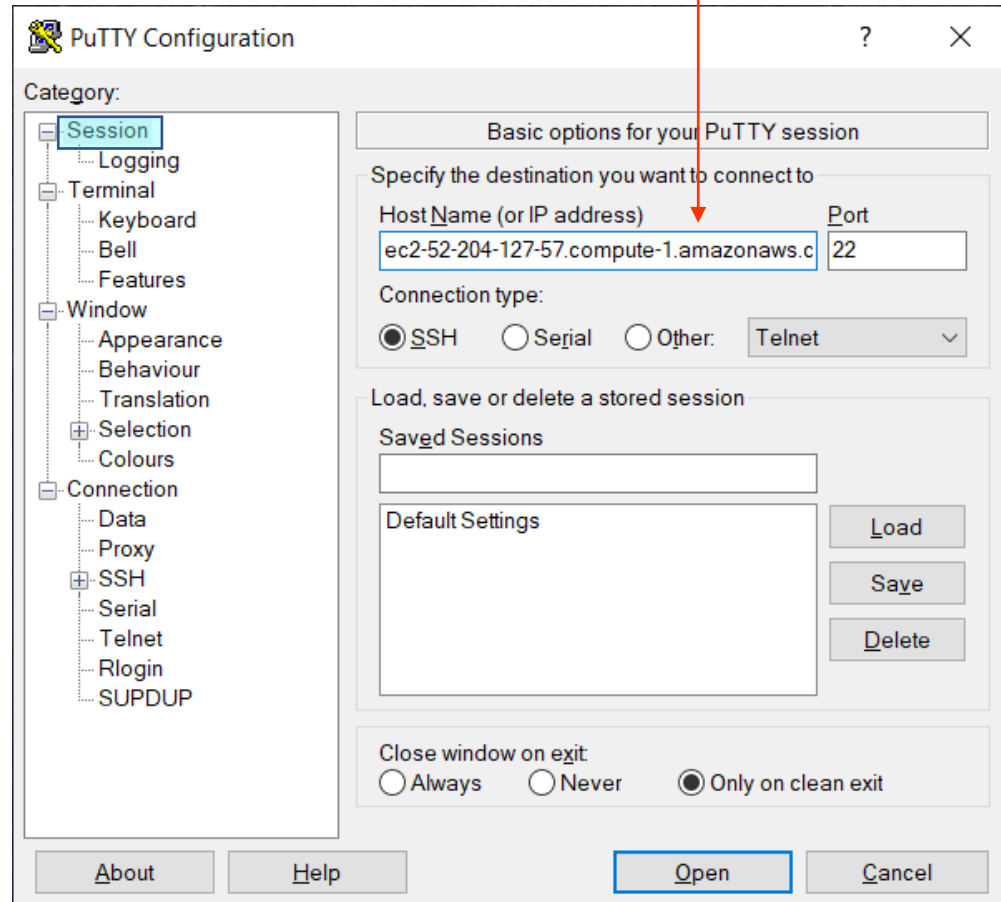 PuTTY Configuration
?
Category:
Session
Logging
Terminal
Keyboard
Bell
Features
Window
Appearance
Behaviour
Translation
Selection
Colours
Connection
Data
Proxy
SSH
Serial
Telnet
Rlogin
SUPDUP
Basic options for your PuTTY session
Specify the destination you want to connect to
Host Name (or IP address) Port
ec2-52-204-127-57.compute-1.amazonaws.c 22
Connection type:
SSH Serial Other: Telnet
Load, save or delete a stored session
Saved Sessions
Default Settings
Load
Save
Delete
Close window on exit:
Always Never Only on clean exit
About Help Open Cancel